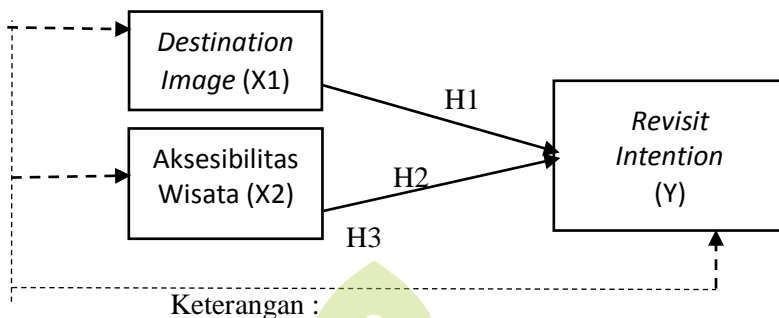 Destination
Image (X1)
H1
Revisit
Intention
(Y)
Aksesibilitas
Wisata (X2)
H2
H3
Keterangan :